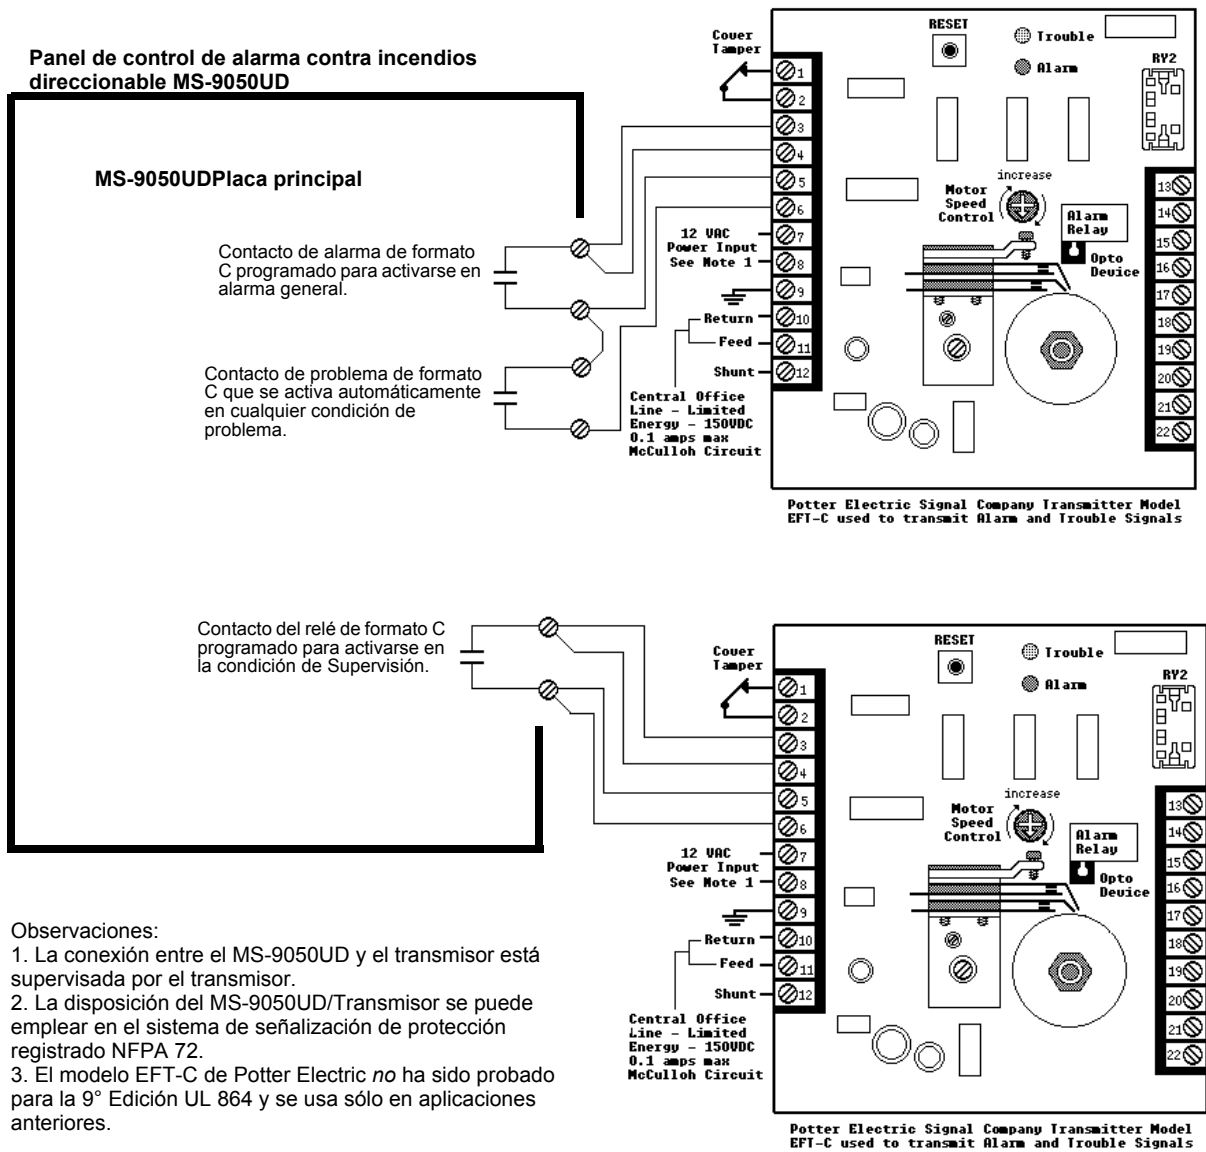 Panel de control de alarma contra incendios
direccionable MS-9050UD
MS-9050UDPlaca principal
Contacto de alarma de formato
C programado para activarse en
alarma general.
Contacto de problema de formato
C que se activa automáticamente
en cualquier condición de
problema.
Cover
Tamper
RESET
Trouble
Alarm
RY2
1
2
3
4
5
6
7
8
9
10
11
12
12 VAC
Power Input
See Note 1
Return
Feed
Shunt
Central Office
Line - Limited
Energy - 150VDC
0.1 amps max
McCulloh Circuit
increase
Motor
Speed
Control
Alarm
Relay
Opto
Device
13
14
15
16
17
18
19
20
21
22
Potter Electric Signal Company Transmitter Model
EFT-C used to transmit Alarm and Trouble Signals
Contacto del relé de formato C
programado para activarse en
la condición de Supervisión.
Cover
Tamper
RESET
Trouble
Alarm
RY2
1
2
3
4
5
6
7
8
9
10
11
12
12 VAC
Power Input
See Note 1
Return
Feed
Shunt
Central Office
Line - Limited
Energy - 150VDC
0.1 amps max
McCulloh Circuit
increase
Motor
Speed
Control
Alarm
Relay
Opto
Device
13
14
15
16
17
18
19
20
21
22
Potter Electric Signal Company Transmitter Model
EFT-C used to transmit Alarm and Trouble Signals
Observaciones:
1. La conexión entre el MS-9050UD y el transmisor está
supervisada por el transmisor.
2. La disposición del MS-9050UD/Transmisor se puede
emplear en el sistema de señalización de protección
registrado NFPA 72.
3. El modelo EFT-C de Potter Electric no ha sido probado
para la 9° Edición UL 864 y se usa sólo en aplicaciones
anteriores.